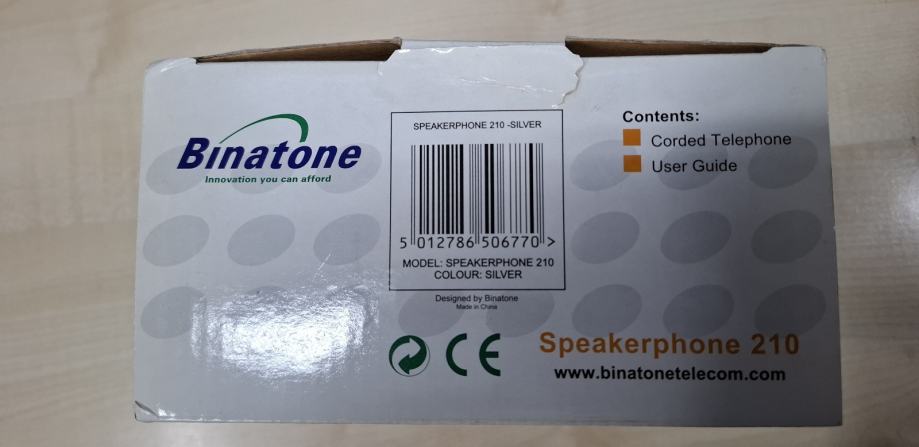 Binatone
Innovation you can afford
SPEAKERPHONE 210 -SILVER
5 012786 506770 >
MODEL: SPEAKERPHONE 210
COLOUR: SILVER
Designed by Binatone
Made in China
CE
Contents:
Corded Telephone
User Guide
Speakerphone 210
www.binatonetelecom.com